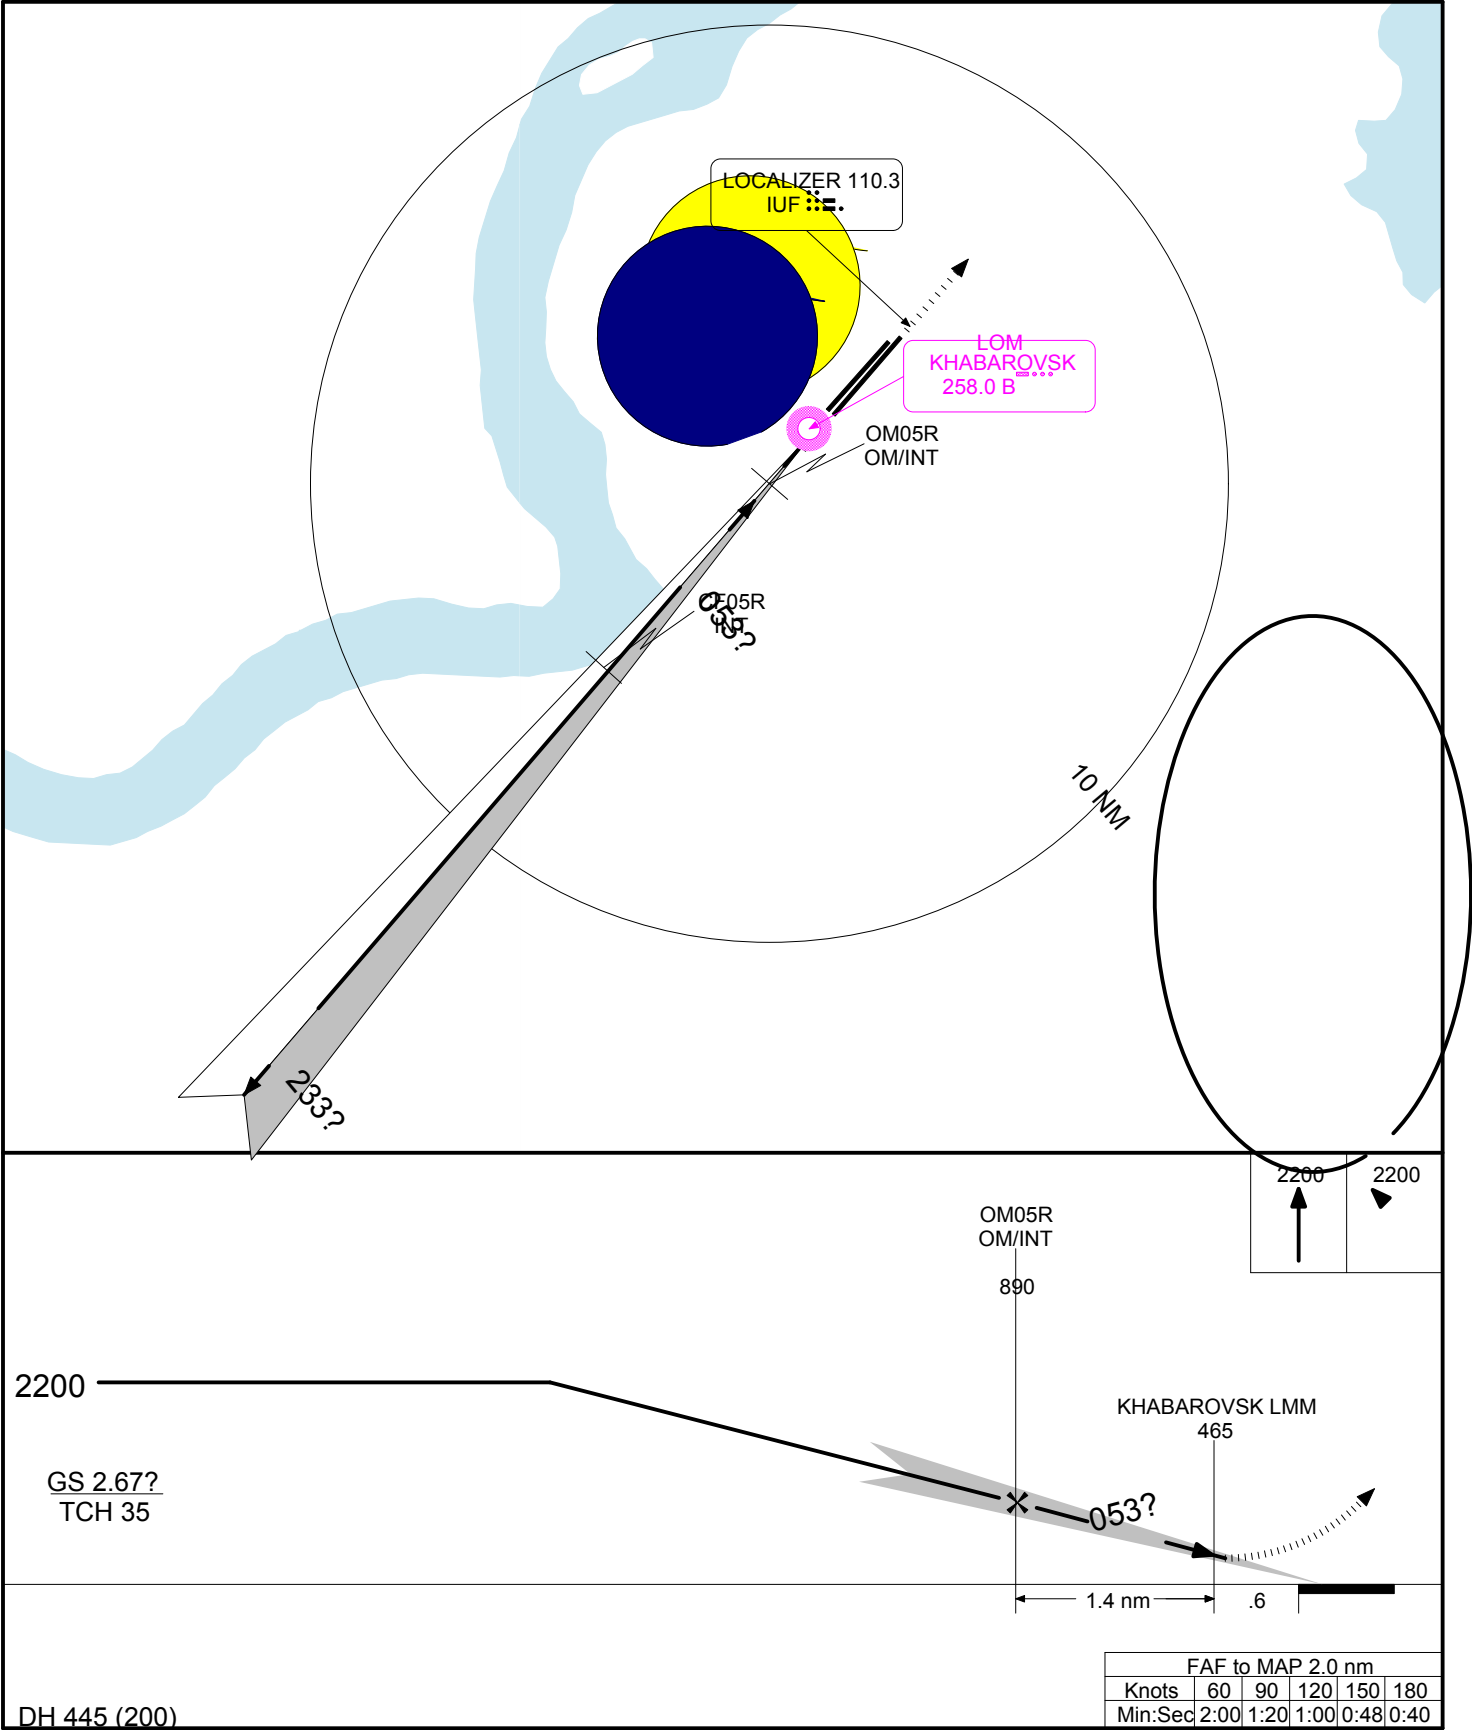 LOCALIZER 110.3
IUF
LOM
KHABAROVSK
258.0 B
OM05R
OM/INT
CF05R
INT
053?
10 NM
233?
2200
2200
OM05R
OM/INT
890
2200
KHABAROVSK LMM
465
GS 2.67?
TCH 35
053?
1.4 nm
.6
FAF to MAP 2.0 nm
Knots 60 90 120 150 180
Min:Sec 2:00 1:20 1:00 0:48 0:40
DH 445 (200)